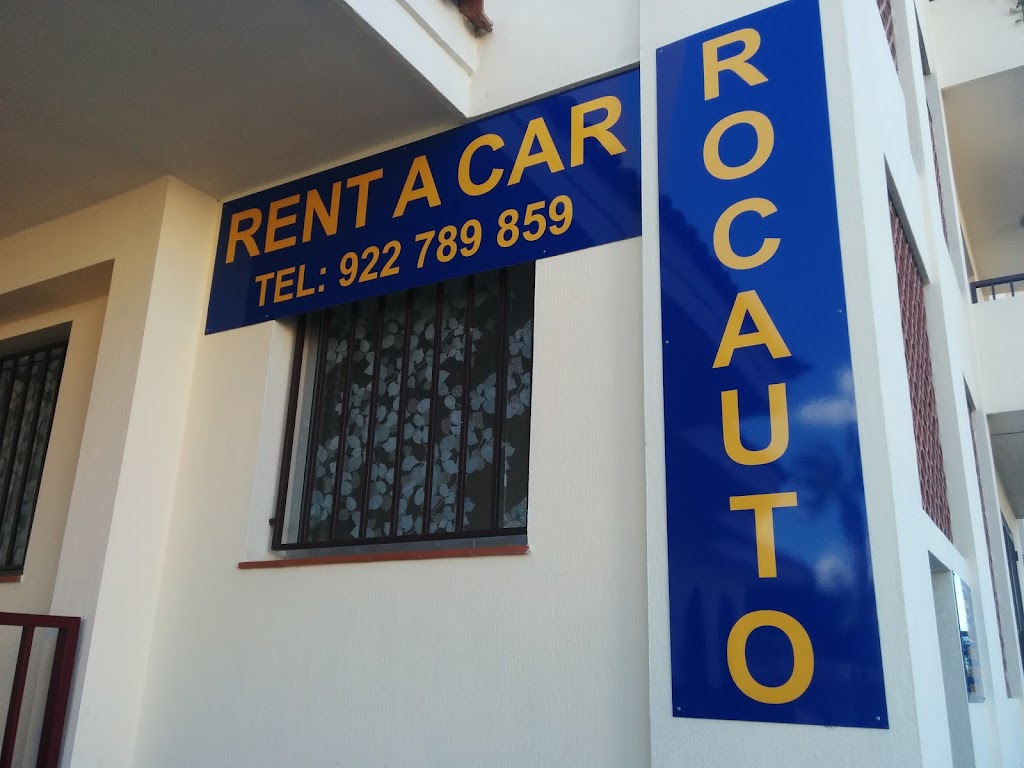 RENT A CAR
TEL: 922 789 859
ROCAUTO